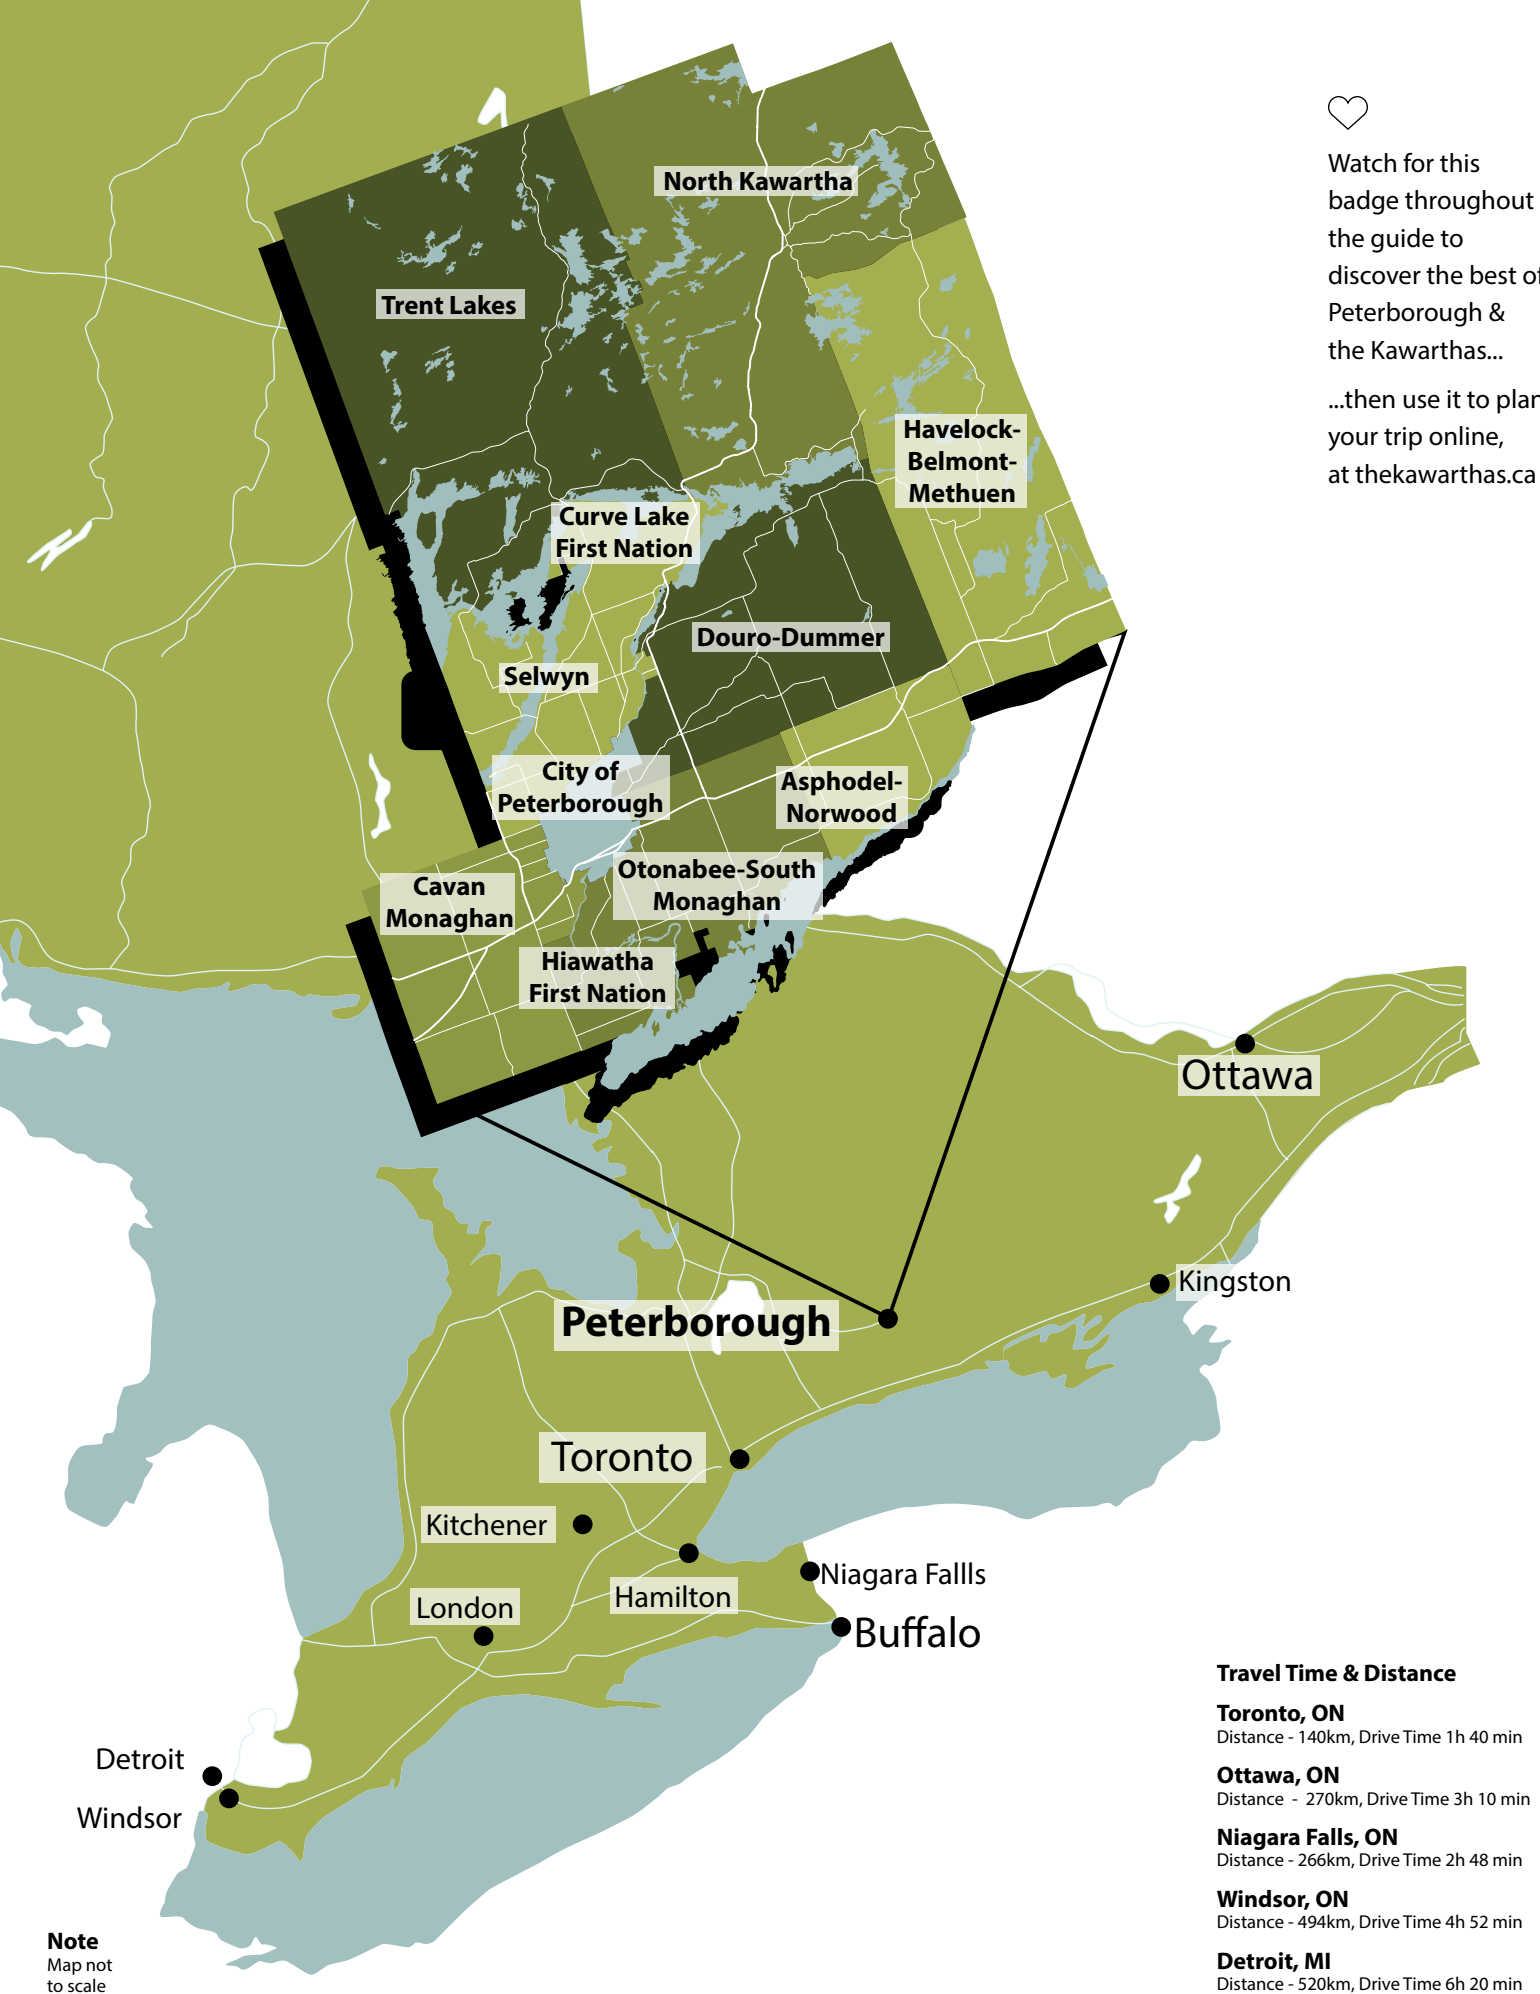 Watch for this
badge throughout
the guide to
discover the best of
Peterborough &
the Kawarthas...
...then use it to plan
your trip online,
at thekawarthas.ca
North Kawartha
Trent Lakes
Havelock-
Belmont-
Methuen
Curve Lake
First Nation
Douro-Dummer
Selwyn
City of
Peterborough
Asphodel-
Norwood
Otonabee-South
Monaghan
Cavan
Monaghan
Hiawatha
First Nation
Ottawa
Kingston
Peterborough
Toronto
Kitchener
Hamilton
Niagara Fallls
London
Buffalo
Detroit
Windsor
Travel Time & Distance
Toronto, ON
Distance - 140km, Drive Time 1h 40 min
Ottawa, ON
Distance - 270km, Drive Time 3h 10 min
Niagara Falls, ON
Distance - 266km, Drive Time 2h 48 min
Windsor, ON
Distance - 494km, Drive Time 4h 52 min
Detroit, MI
Distance - 520km, Drive Time 6h 20 min
Note
Map not
to scale